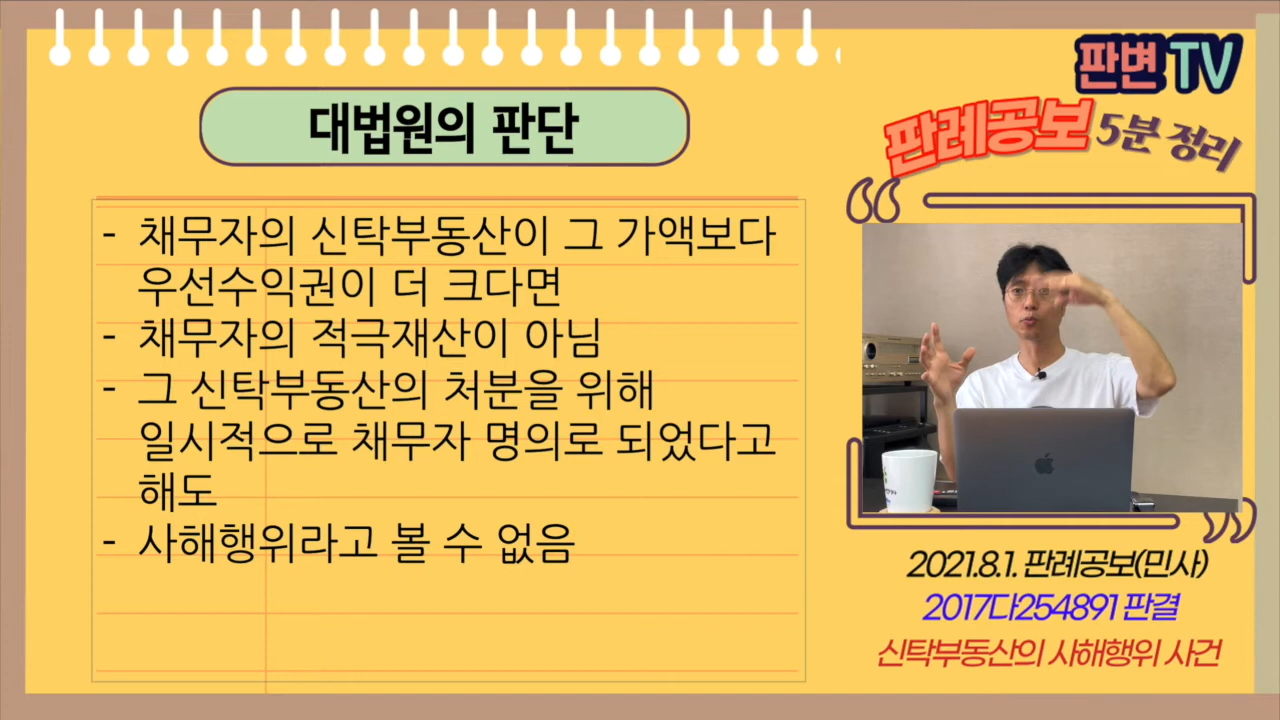 대법원의 판단
- 채무자의 신탁부동산이 그 가액보다
우선수익권이 더 크다면
- 채무자의 적극재산이 아님
- 그 신탁부동산의 처분을 위해
일시적으로 채무자 명의로 되었다고
해도
- 사해행위라고 볼 수 없음
판변 TV
판례공보 5분 정리
2021.8.1. 판례공보(민사)
2017다254891 판결
신탁부동산의 사해행위 사건